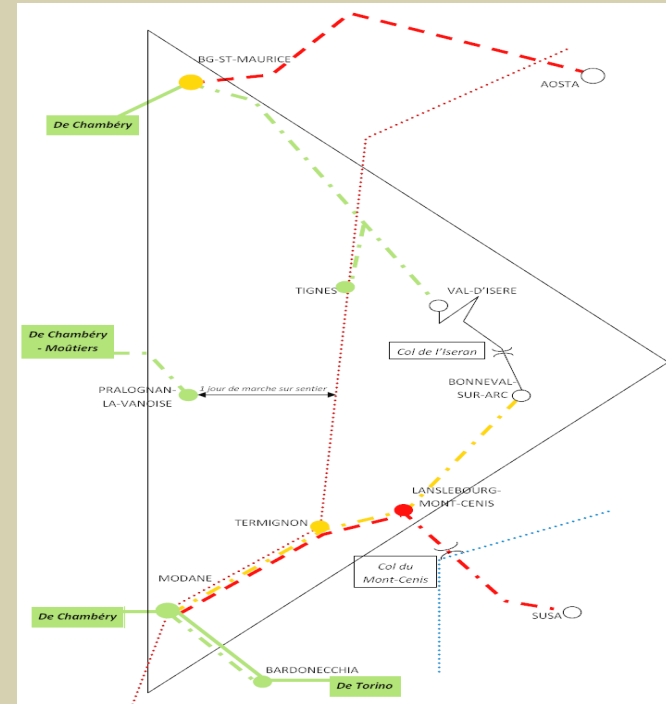 BG-ST-MAURICE
AOSTA
De Chambéry
TIGNES
VAL-D'ISERE
De Chambéry
- Moûtiers
Col de l'Iseran
PRALOGNAN-
LA-VANOISE
1 jour de marche sur sentier
BONNEVAL-
SUR-ARC
LANSLEBOURG-
MONT-CENIS
TERMIGNON
Col du
Mont-Cenis
MODANE
De Chambéry
SUSA
BARDONECCHIA
De Torino